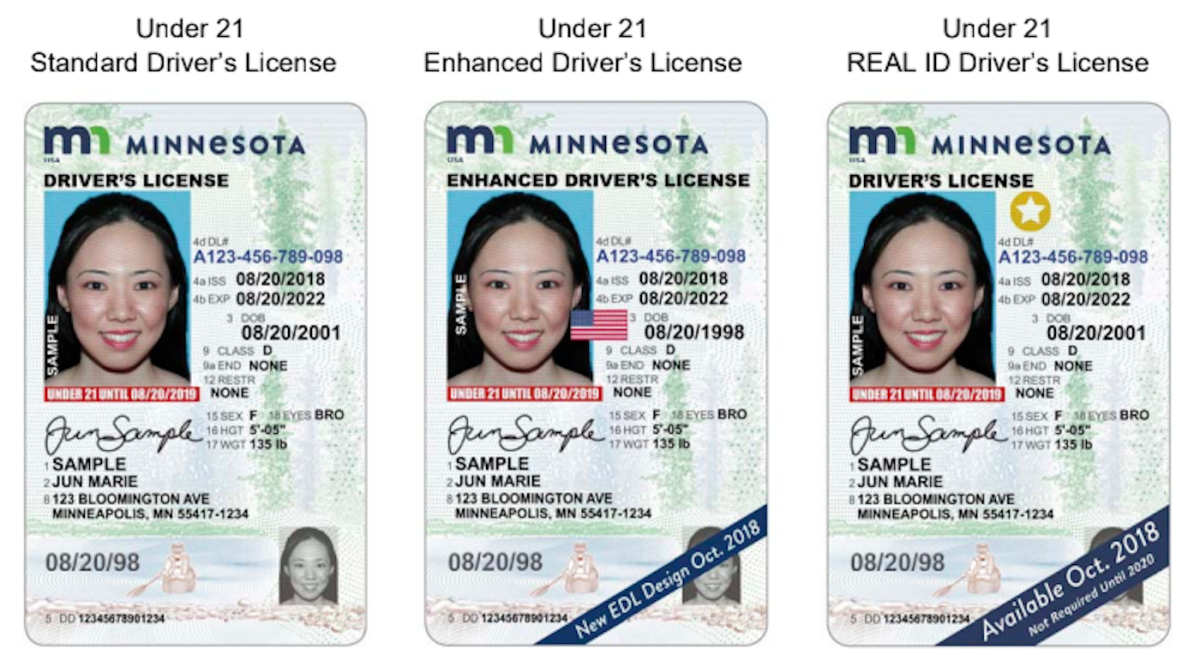 Under 21
Standard Driver's License
mn MINNESOTA
USA
DRIVER'S LICENSE
4d DL#
A123-456-789-098
4a ISS 08/20/2018
4b EXP 08/20/2022
3 DOB
08/20/2001
9 CLASS D
9a END NONE
12 RESTR
NONE
SAMPLE
UNDER 21 UNTIL 08/20/2019
15 SEX F 18 EYES BRO
16 HGT 5'-05"
17 WGT 135 lb
Jun Sample
1 SAMPLE
2 JUN MARIE
8 123 BLOOMINGTON AVE
MINNEAPOLIS, MN 55417-1234
08/20/98
5 DD 12345678901234
Under 21
Enhanced Driver's License
mn MINNESOTA
USA
ENHANCED DRIVER'S LICENSE
4d DL#
A123-456-789-098
4a ISS 08/20/2018
4b EXP 08/20/2022
3 DOB
08/20/1998
9 CLASS D
9a END NONE
12 RESTR
NONE
SAMPLE
UNDER 21 UNTIL 08/20/2019
15 SEX F 18 EYES BRO
16 HGT 5'-05"
17 WGT 135 lb
Jun Sample
1 SAMPLE
2 JUN MARIE
8 123 BLOOMINGTON AVE
MINNEAPOLIS, MN 55417-1234
08/20/98
5 DD 12345678901234
New EDL Design Oct. 2018
Under 21
REAL ID Driver's License
mn MINNESOTA
USA
DRIVER'S LICENSE
4d DL#
A123-456-789-098
4a ISS 08/20/2018
4b EXP 08/20/2022
3 DOB
08/20/2001
9 CLASS D
9a END NONE
12 RESTR
NONE
SAMPLE
UNDER 21 UNTIL 08/20/2019
15 SEX F 18 EYES BRO
16 HGT 5'-05"
17 WGT 135 lb
Jun Sample
1 SAMPLE
2 JUN MARIE
8 123 BLOOMINGTON AVE
MINNEAPOLIS, MN 55417-1234
08/20/98
5 DD 12345678901234
Available Oct. 2018
Not Required Until 2020